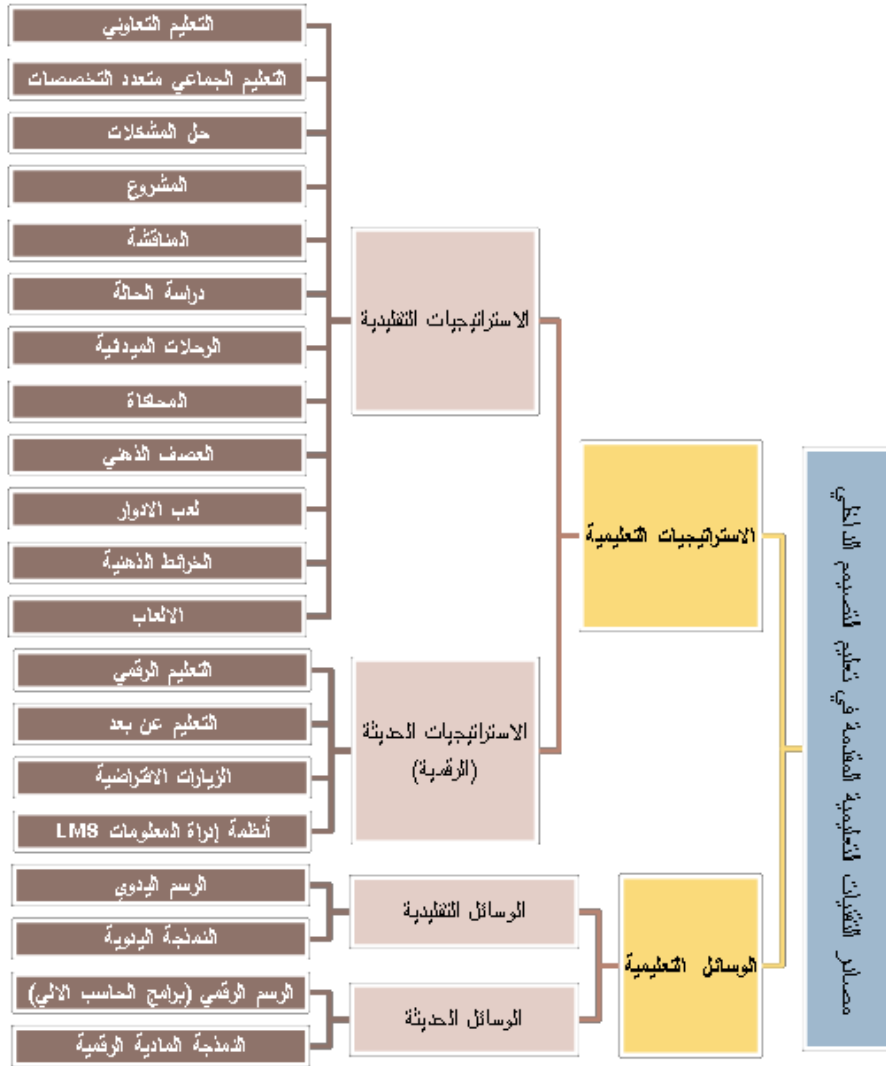 مصادر التقنيات التعليمية المقدمة في تعليم التصميم الداخلي
الاستراتيجيات التعليمية
الاستراتيجيات التقليدية
التعليم التعاوني
التعليم الجماعي متعدد التخصصات
حل المشكلات
المشروع
المناقشة
دراسة الحالة
الرحلات الميدانية
المحاكاة
العصف الذهني
لعب الادوار
الخرائط الذهنية
الالعاب
الاستراتيجيات الحديثة
(الرقمية)
التعليم الرقمي
التعليم عن بعد
الزيارات الافتراضية
أنظمة إدراة المعلومات LMS
الوسائل التعليمية
الوسائل التقليدية
الرسم اليدوي
النمذجة اليدوية
الوسائل الحديثة
الرسم الرقمي (برامج الحاسب الالي)
النمذجة المادية الرقمية